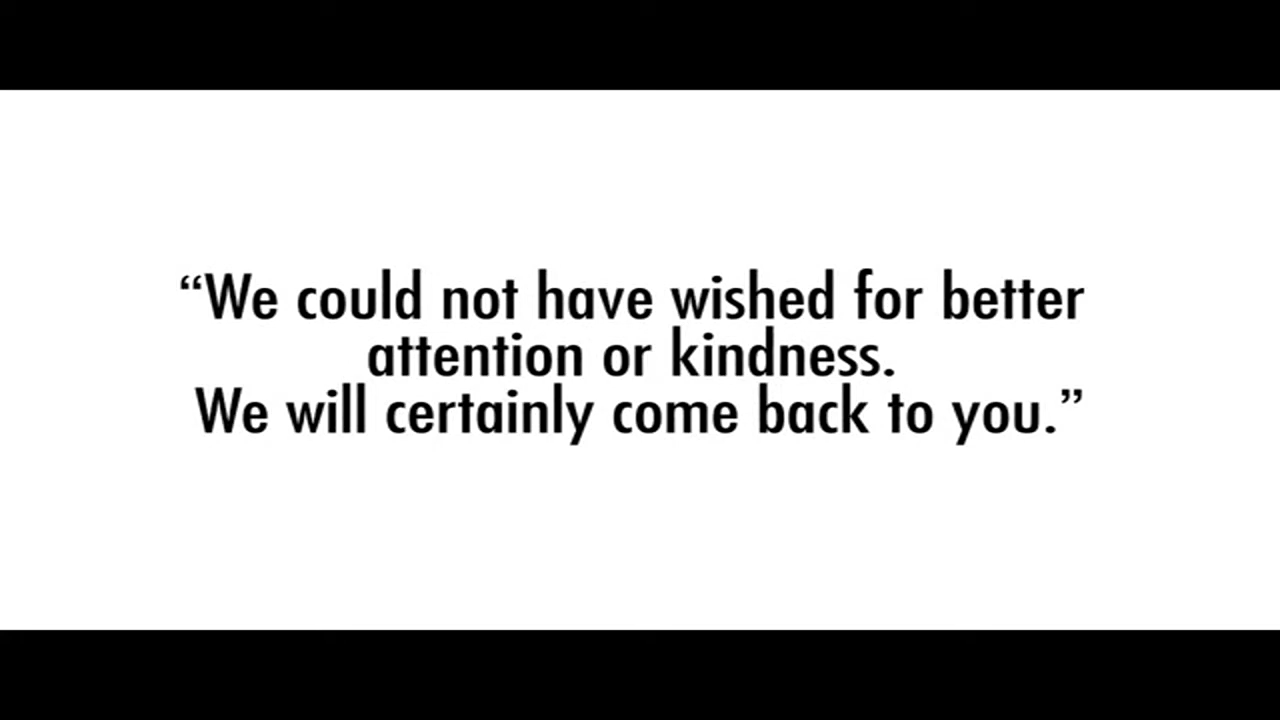 “We could not have wished for better
attention or kindness.
We will certainly come back to you.”